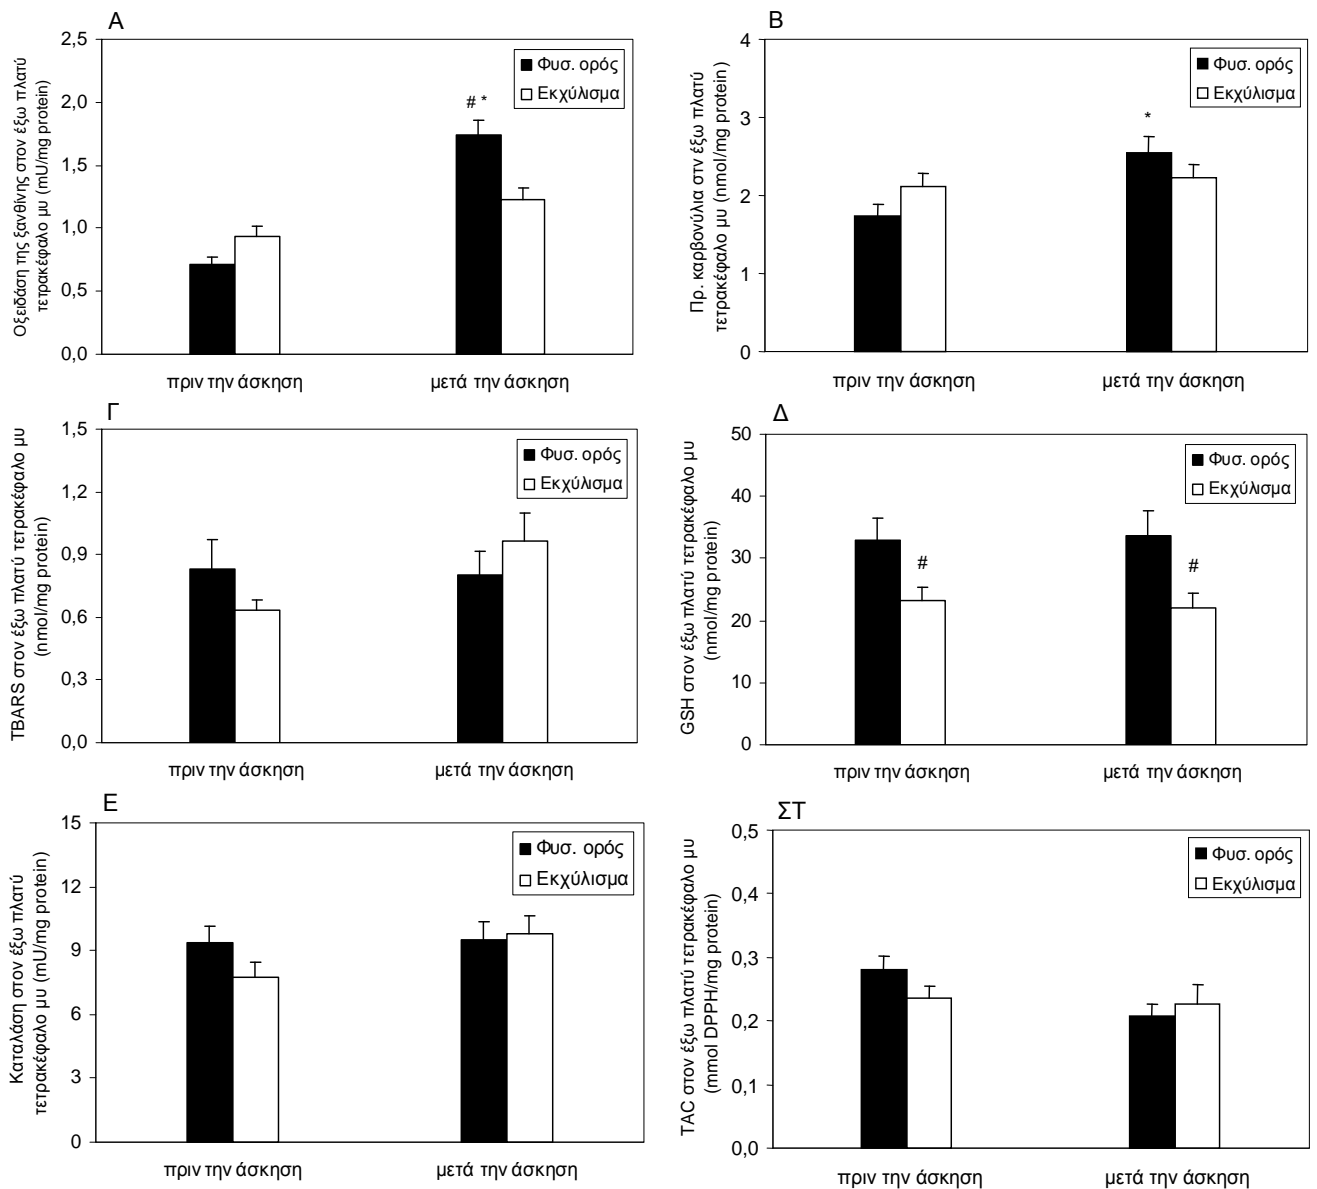 Α
Οξειδάση της ξανθίνης στον έξω πλατύ
τετρακέφαλο μυ (mU/mg protein)
2,5
2,0
1,5
1,0
0,5
0,0
Φυσ. ορός
Εκχύλισμα
# *
πριν την άσκηση
μετά την άσκηση
Β
Πρ. καρβονύλια στν έξω πλατύ
τετρακέφαλο μυ (nmol/mg protein)
4
3
2
1
0
Φυσ. ορός
Εκχύλισμα
*
πριν την άσκηση
μετά την άσκηση
Γ
TBARS στον έξω πλατύ τετρακέφαλο μυ
(nmol/mg protein)
1,5
1,2
0,9
0,6
0,3
0,0
Φυσ. ορός
Εκχύλισμα
πριν την άσκηση
μετά την άσκηση
Δ
GSH στον έξω πλατύ τετρακέφαλο μυ
(nmol/mg protein)
50
40
30
20
10
0
Φυσ. ορός
Εκχύλισμα
#
#
πριν την άσκηση
μετά την άσκηση
Ε
Καταλάση στον έξω πλατύ
τετρακέφαλο μυ (mU/mg protein)
15
12
9
6
3
0
Φυσ. ορός
Εκχύλισμα
πριν την άσκηση
μετά την άσκηση
ΣΤ
TAC στον έξω πλατύ τετρακέφαλο μυ
(mmol DPPH/mg protein)
0,5
0,4
0,3
0,2
0,1
0,0
Φυσ. ορός
Εκχύλισμα
πριν την άσκηση
μετά την άσκηση